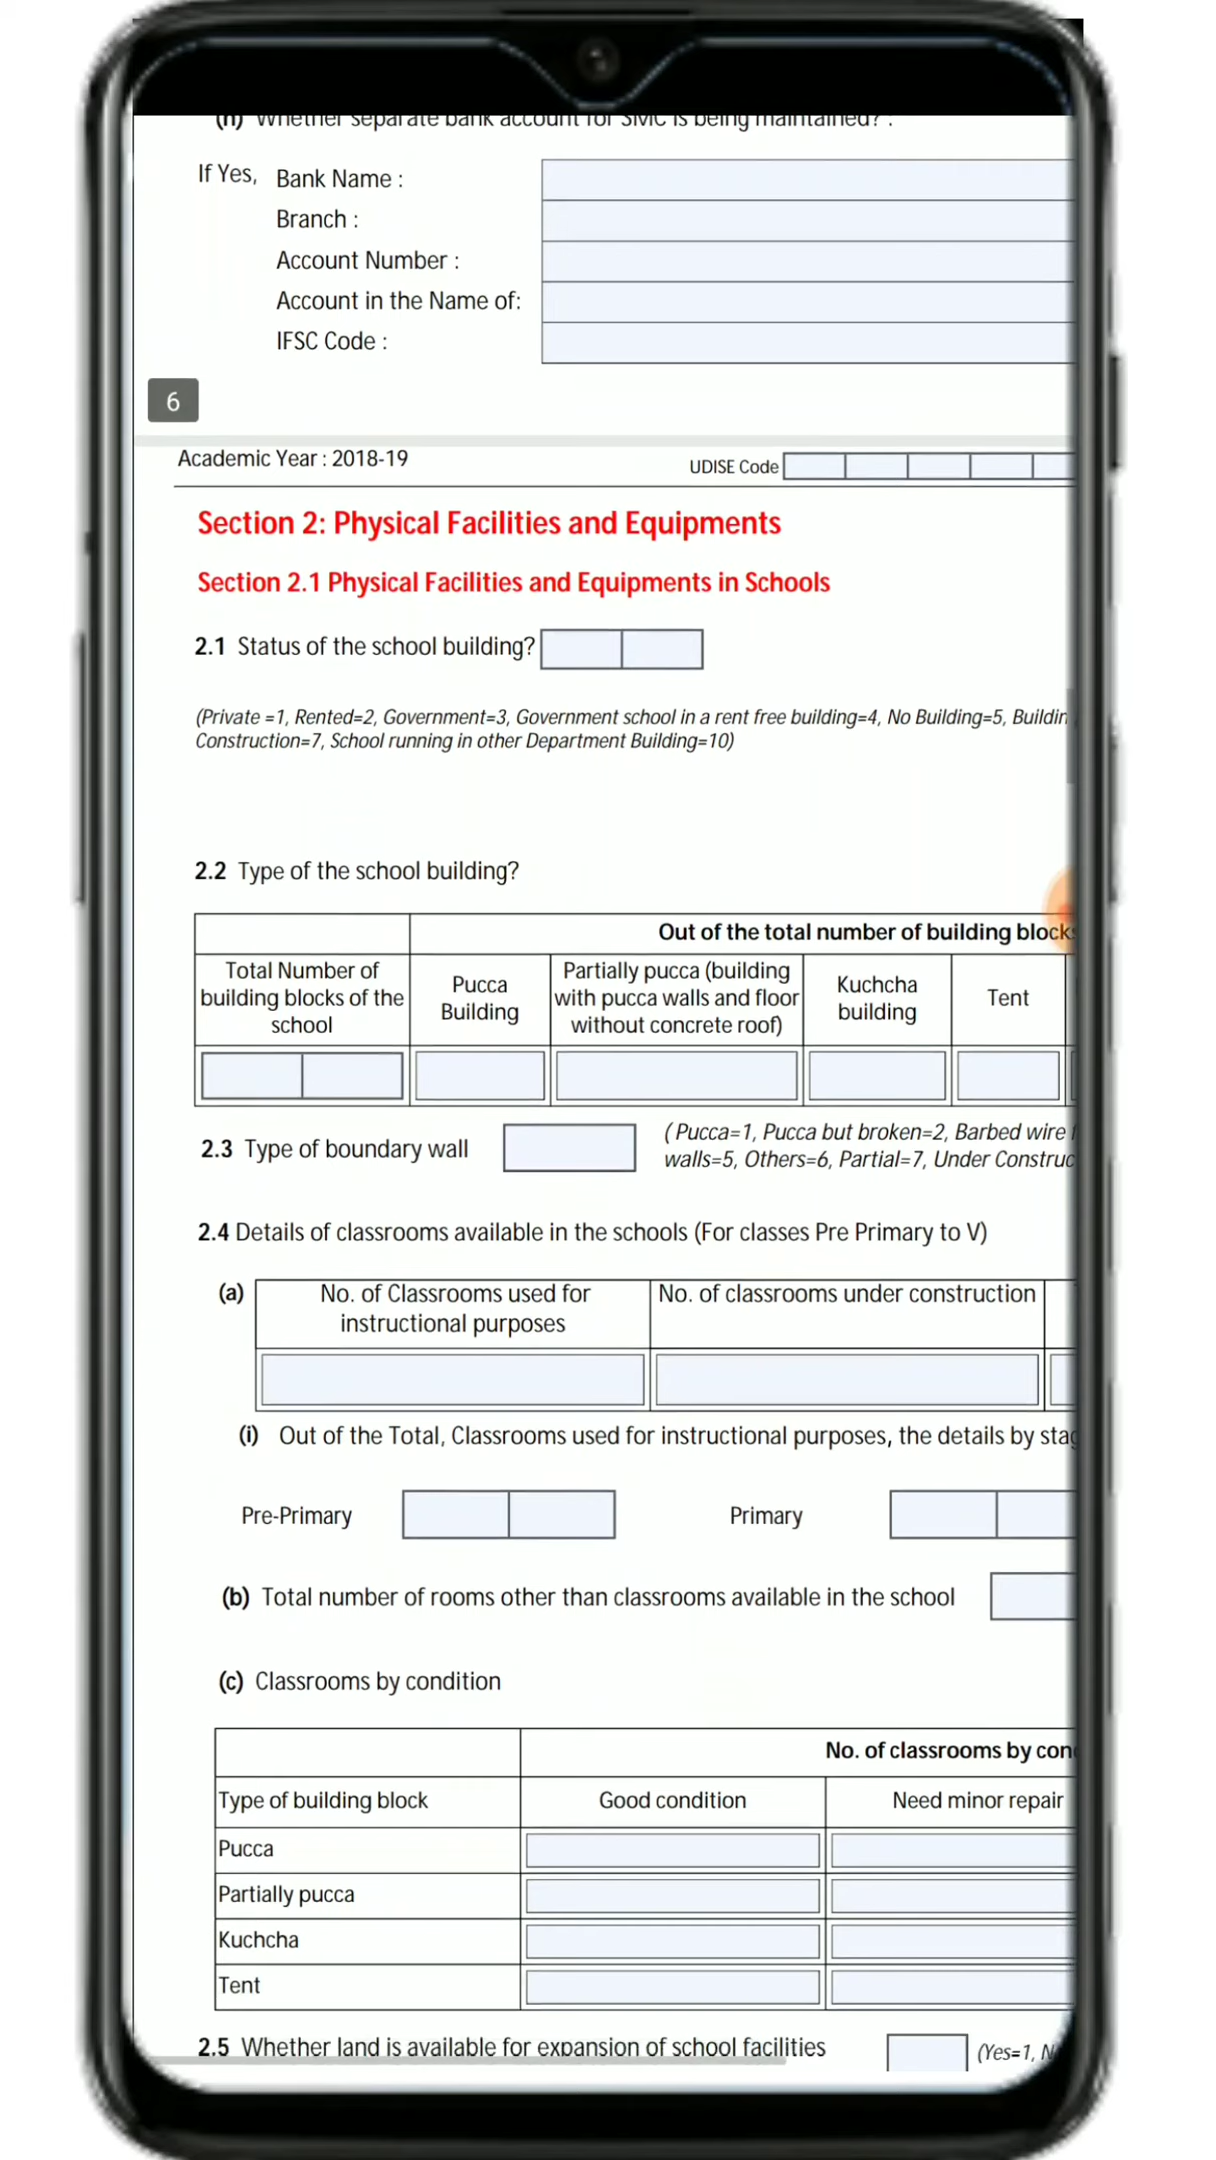 (h) Whether separate bank account for SMC is being maintained? :
If Yes, Bank Name :
Branch :
Account Number :
Account in the Name of:
IFSC Code :
6
Academic Year : 2018-19
UDISE Code
Section 2: Physical Facilities and Equipments
Section 2.1 Physical Facilities and Equipments in Schools
2.1 Status of the school building?
(Private =1, Rented=2, Government=3, Government school in a rent free building=4, No Building=5,
Construction=7, School running in other Department Building=10)
2.2 Type of the school building?
Out of the total number of building
Total Number of building blocks of the school
Pucca Building
Partially pucca (building with pucca walls and floor without concrete roof)
Kuchcha building
Tent
2.3 Type of boundary wall
(Pucca=1, Pucca but broken=2, Barbed wire
walls=5, Others=6, Partial=7, Under
2.4 Details of classrooms available in the schools (For classes Pre Primary to V)
(a) No. of Classrooms used for instructional purposes
No. of classrooms under construction
(i) Out of the Total, Classrooms used for instructional purposes, the details by
Pre-Primary
Primary
(b) Total number of rooms other than classrooms available in the school
(c) Classrooms by condition
No. of classrooms by
Type of building block
Good condition
Need minor repair
Pucca
Partially pucca
Kuchcha
Tent
2.5 Whether land is available for expansion of school facilities
(Yes=1,